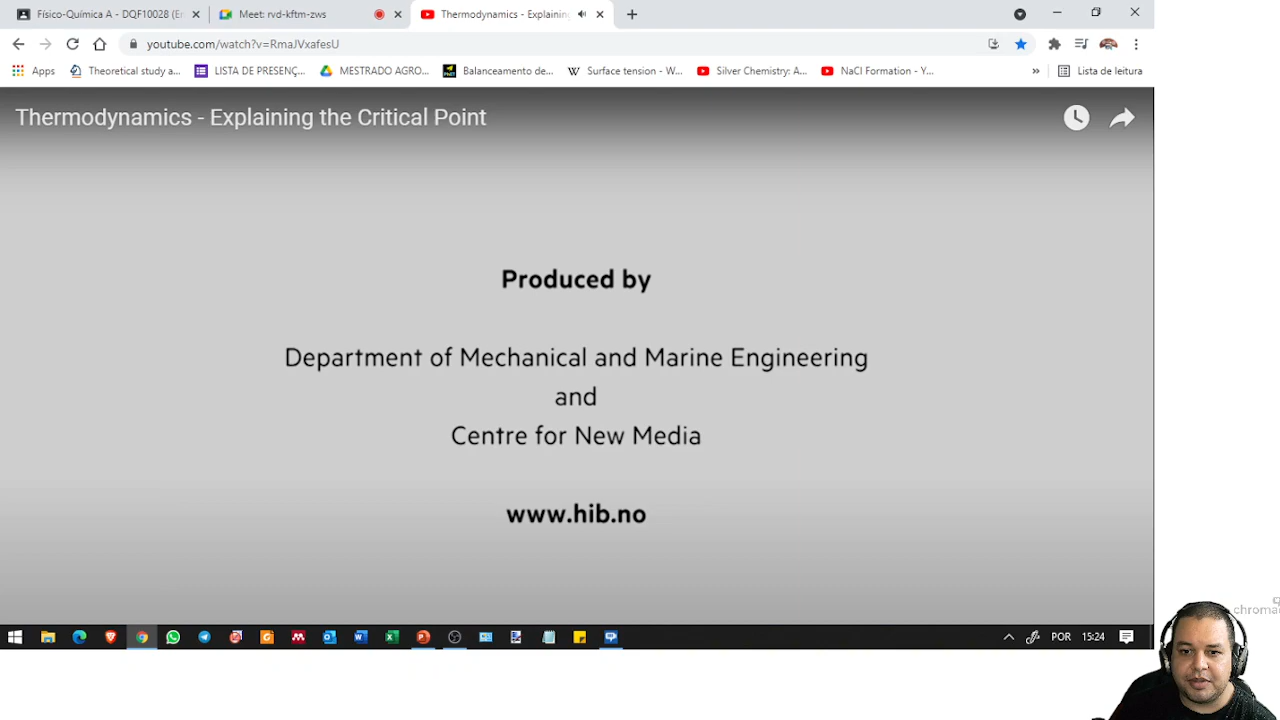 Físico-Química A - DQF10028 (Er
Meet: rvd-kftm-zws
Thermodynamics - Explaining
youtube.com/watch?v=RmaJVxafesU
Apps
Theoretical study a...
LISTA DE PRESENÇ...
MESTRADO AGRO...
Balanceamento de...
Surface tension - W...
Silver Chemistry: A...
NaCl Formation - Y...
»
Lista de leitura
Thermodynamics - Explaining the Critical Point
Produced by
Department of Mechanical and Marine Engineering
and
Centre for New Media
www.hib.no
POR
15:24